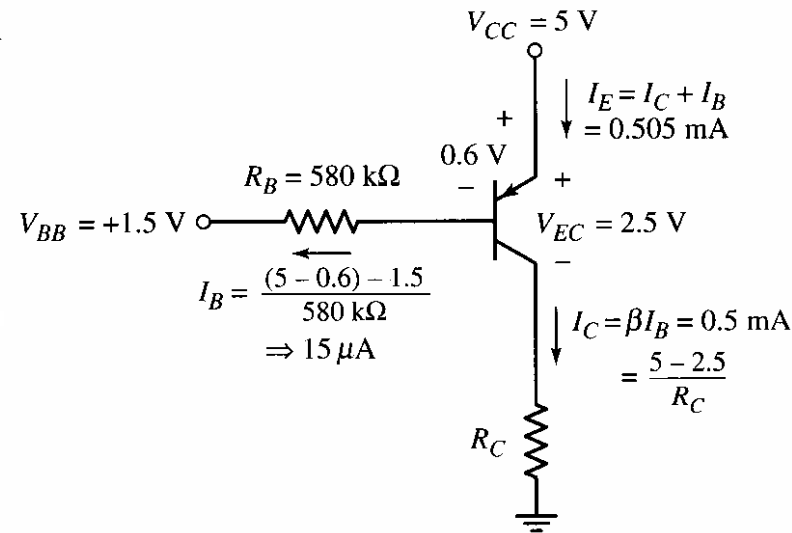 V_CC = 5 V
I_E = I_C + I_B
= 0.505 mA
+
0.6 V
–
R_B = 580 kΩ
+
V_BB = +1.5 V
V_EC = 2.5 V
–
I_B = (5 – 0.6) – 1.5 / 580 kΩ
⇒ 15 μA
I_C = βI_B = 0.5 mA
= 5 – 2.5 / R_C
R_C